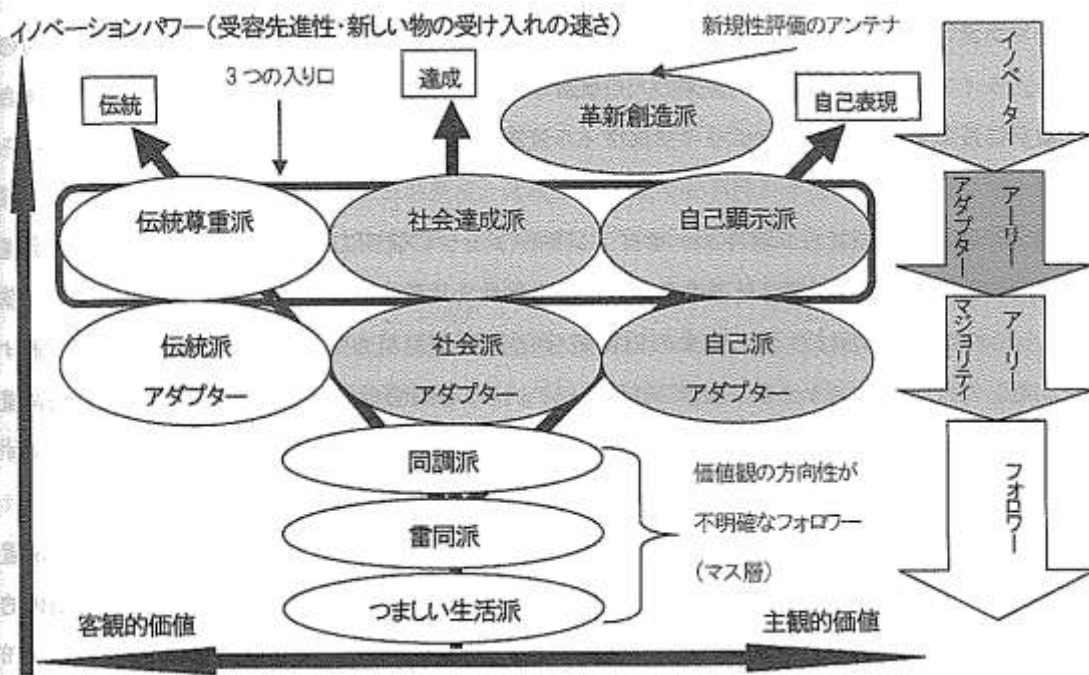 イノベーションパワー(受容先進性・新しい物の受け入れの速さ)
新規性評価のアンテナ
3つの入り口
伝統
達成
自己表現
革新創造派
イノベーター
伝統尊重派
社会達成派
自己顕示派
アーリー
アダプター
伝統派
アダプター
社会派
アダプター
自己派
アダプター
アーリー
マジョリティ
同調派
雷同派
つましい生活派
価値観の方向性が
不明確なフォロワー
(マス層)
フォロワー
客観的価値
主観的価値